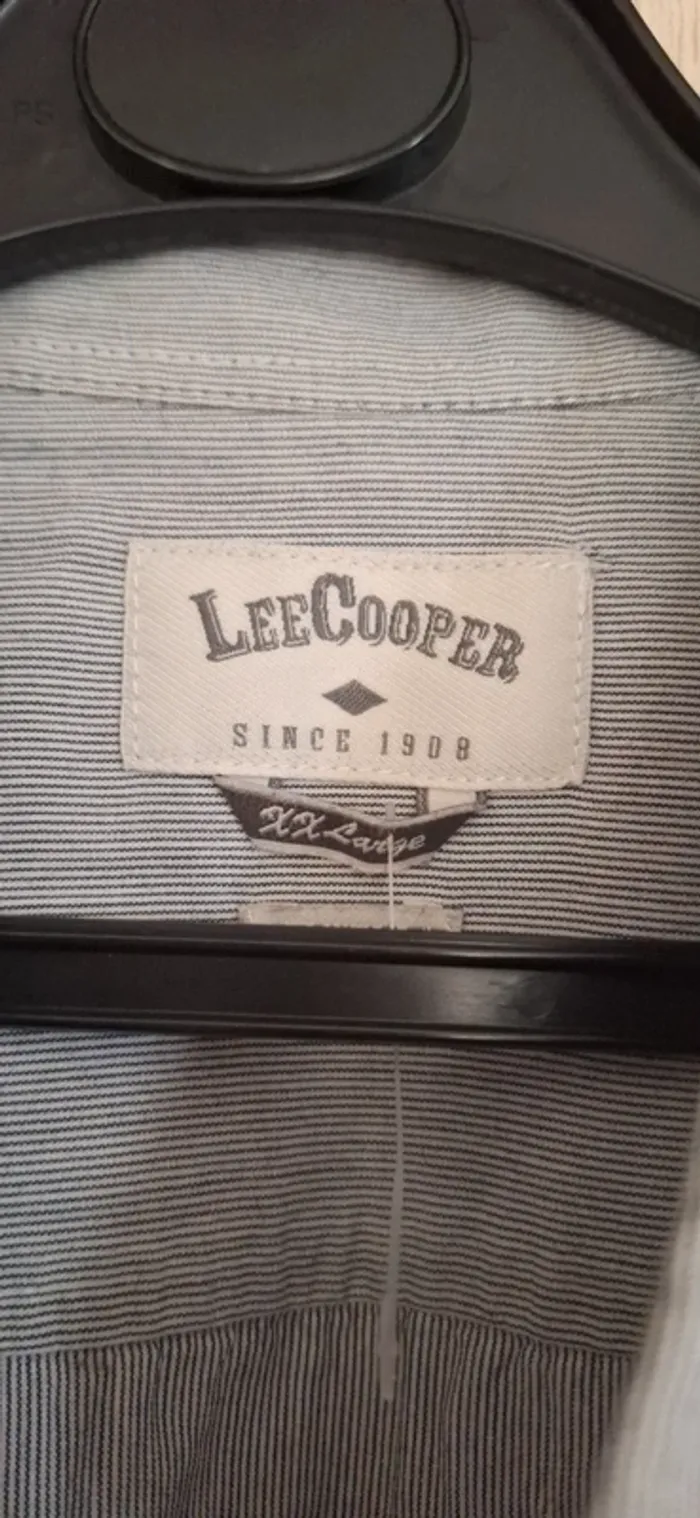 LEECOOPER
SINCE 1908
XX Large